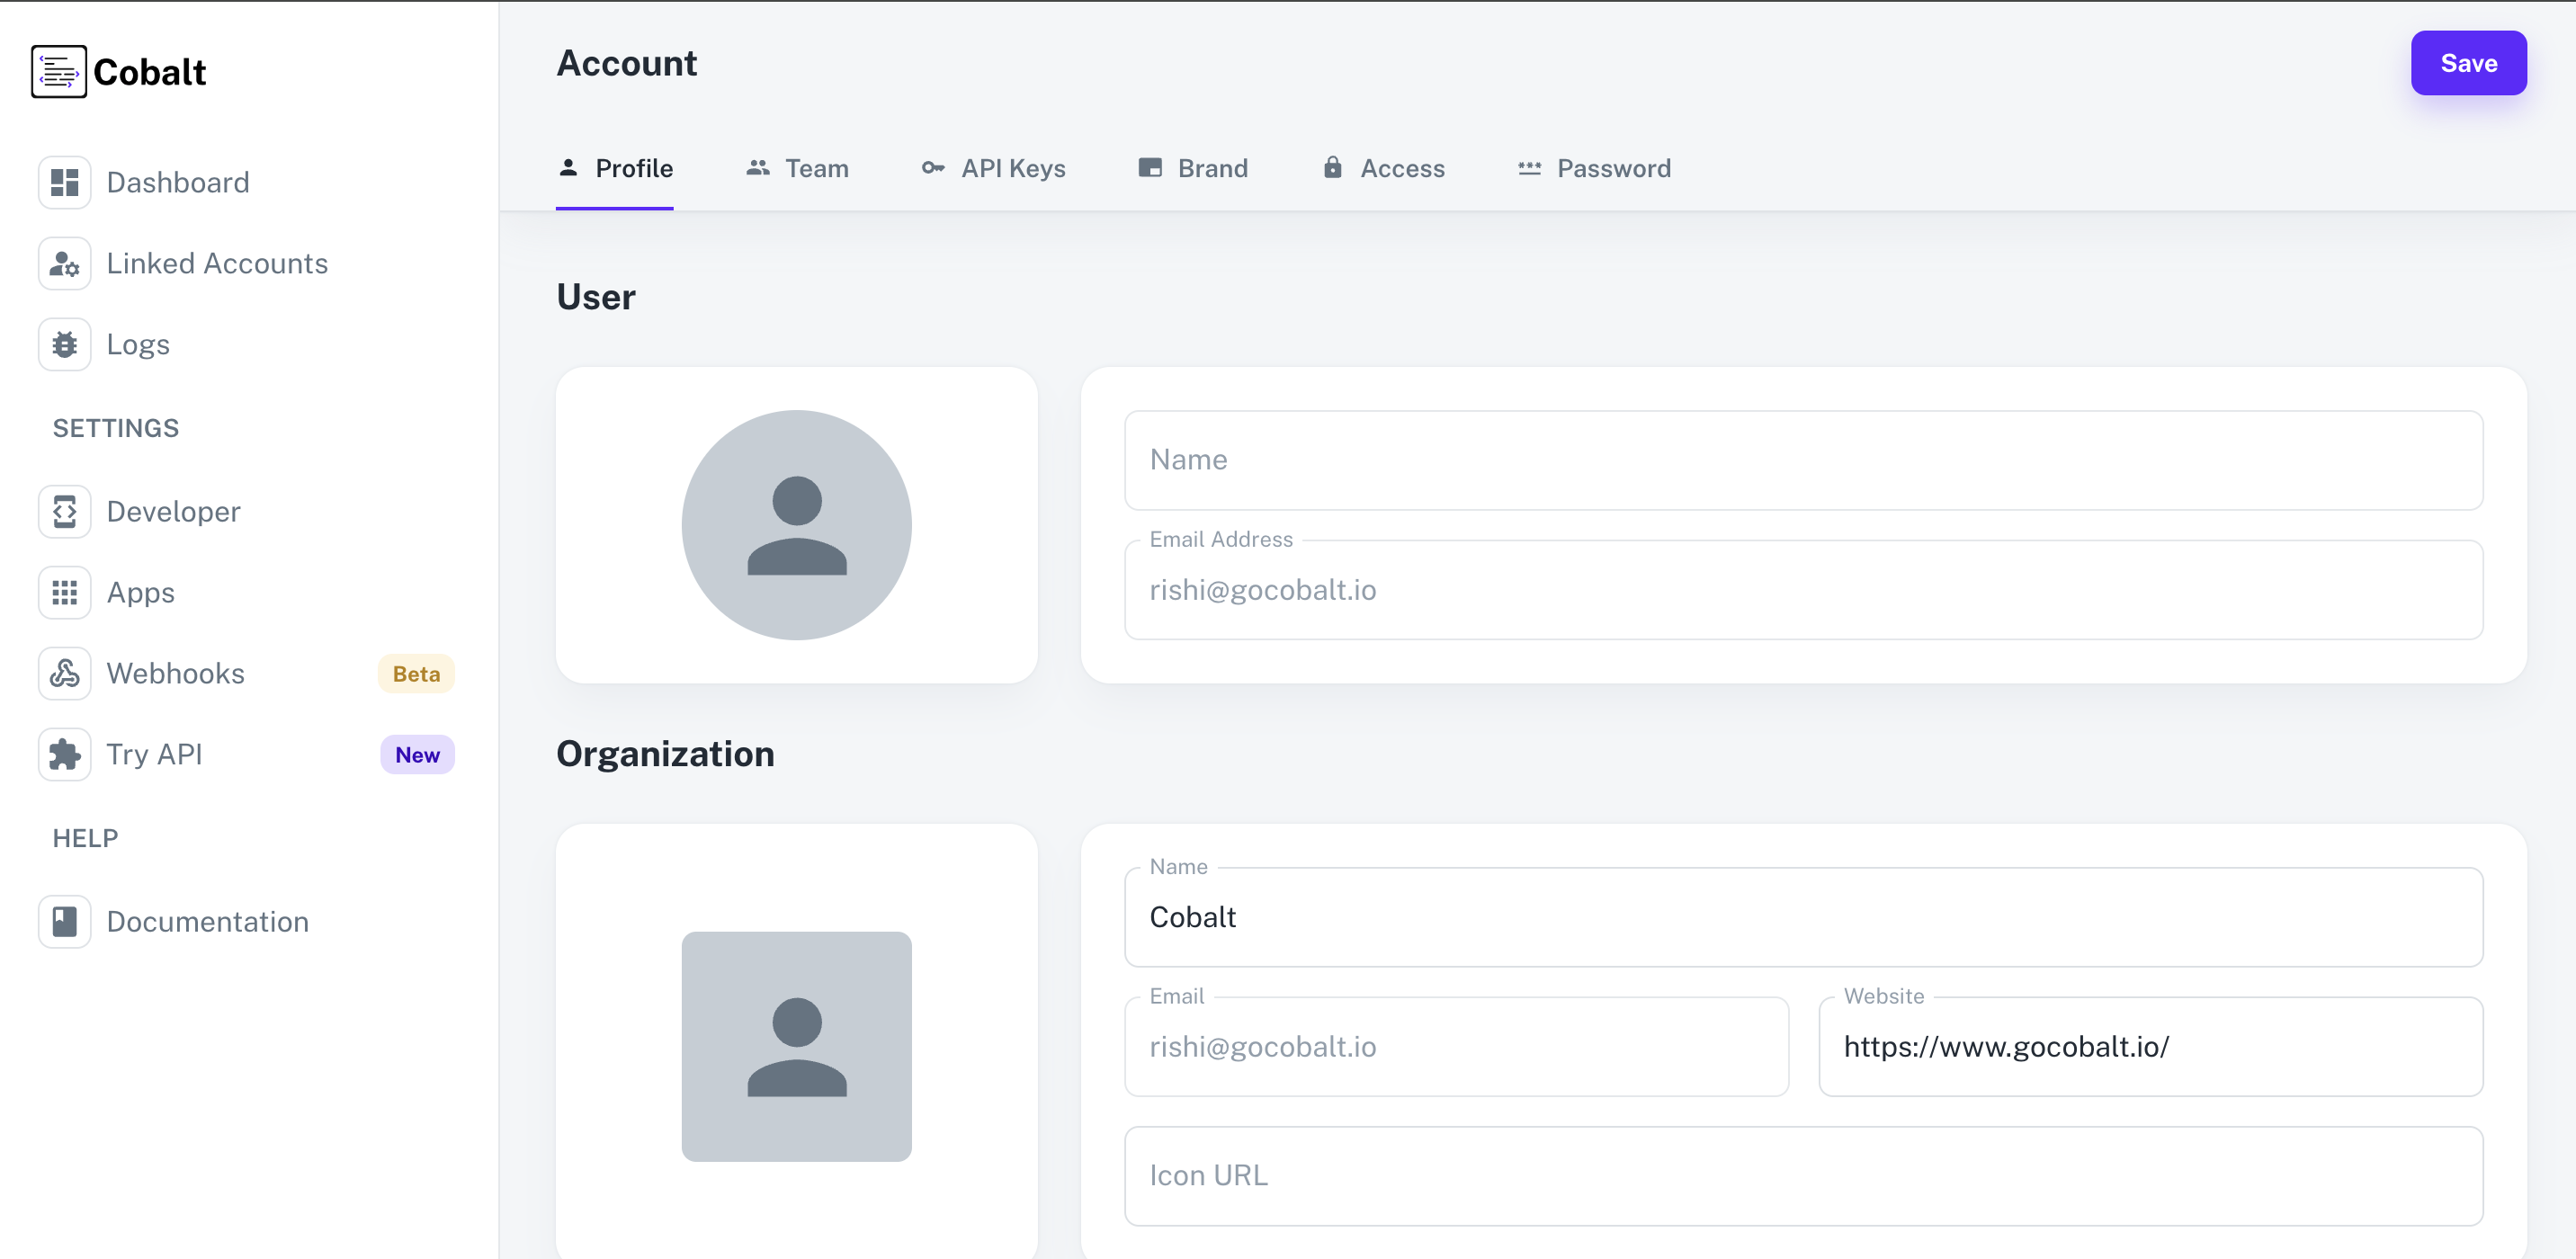 Cobalt
Dashboard
Linked Accounts
Logs
SETTINGS
Developer
Apps
Webhooks Beta
Try API New
HELP
Documentation
Account
Save
Profile Team API Keys Brand Access Password
User
Name
Email Address
rishi@gocobalt.io
Organization
Name
Cobalt
Email Website
rishi@gocobalt.io https://www.gocobalt.io/
Icon URL